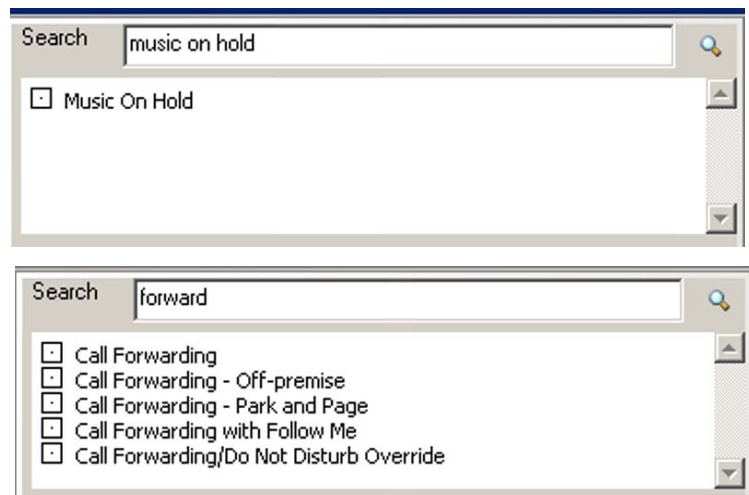 Search music on hold
Music On Hold
Search forward
Call Forwarding
Call Forwarding - Off-premise
Call Forwarding - Park and Page
Call Forwarding with Follow Me
Call Forwarding/Do Not Disturb Override